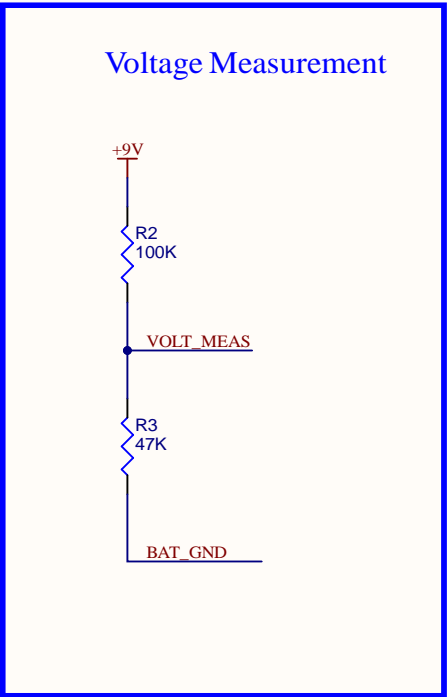 Voltage Measurement
+9V
R2
100K
VOLT_MEAS
R3
47K
BAT_GND